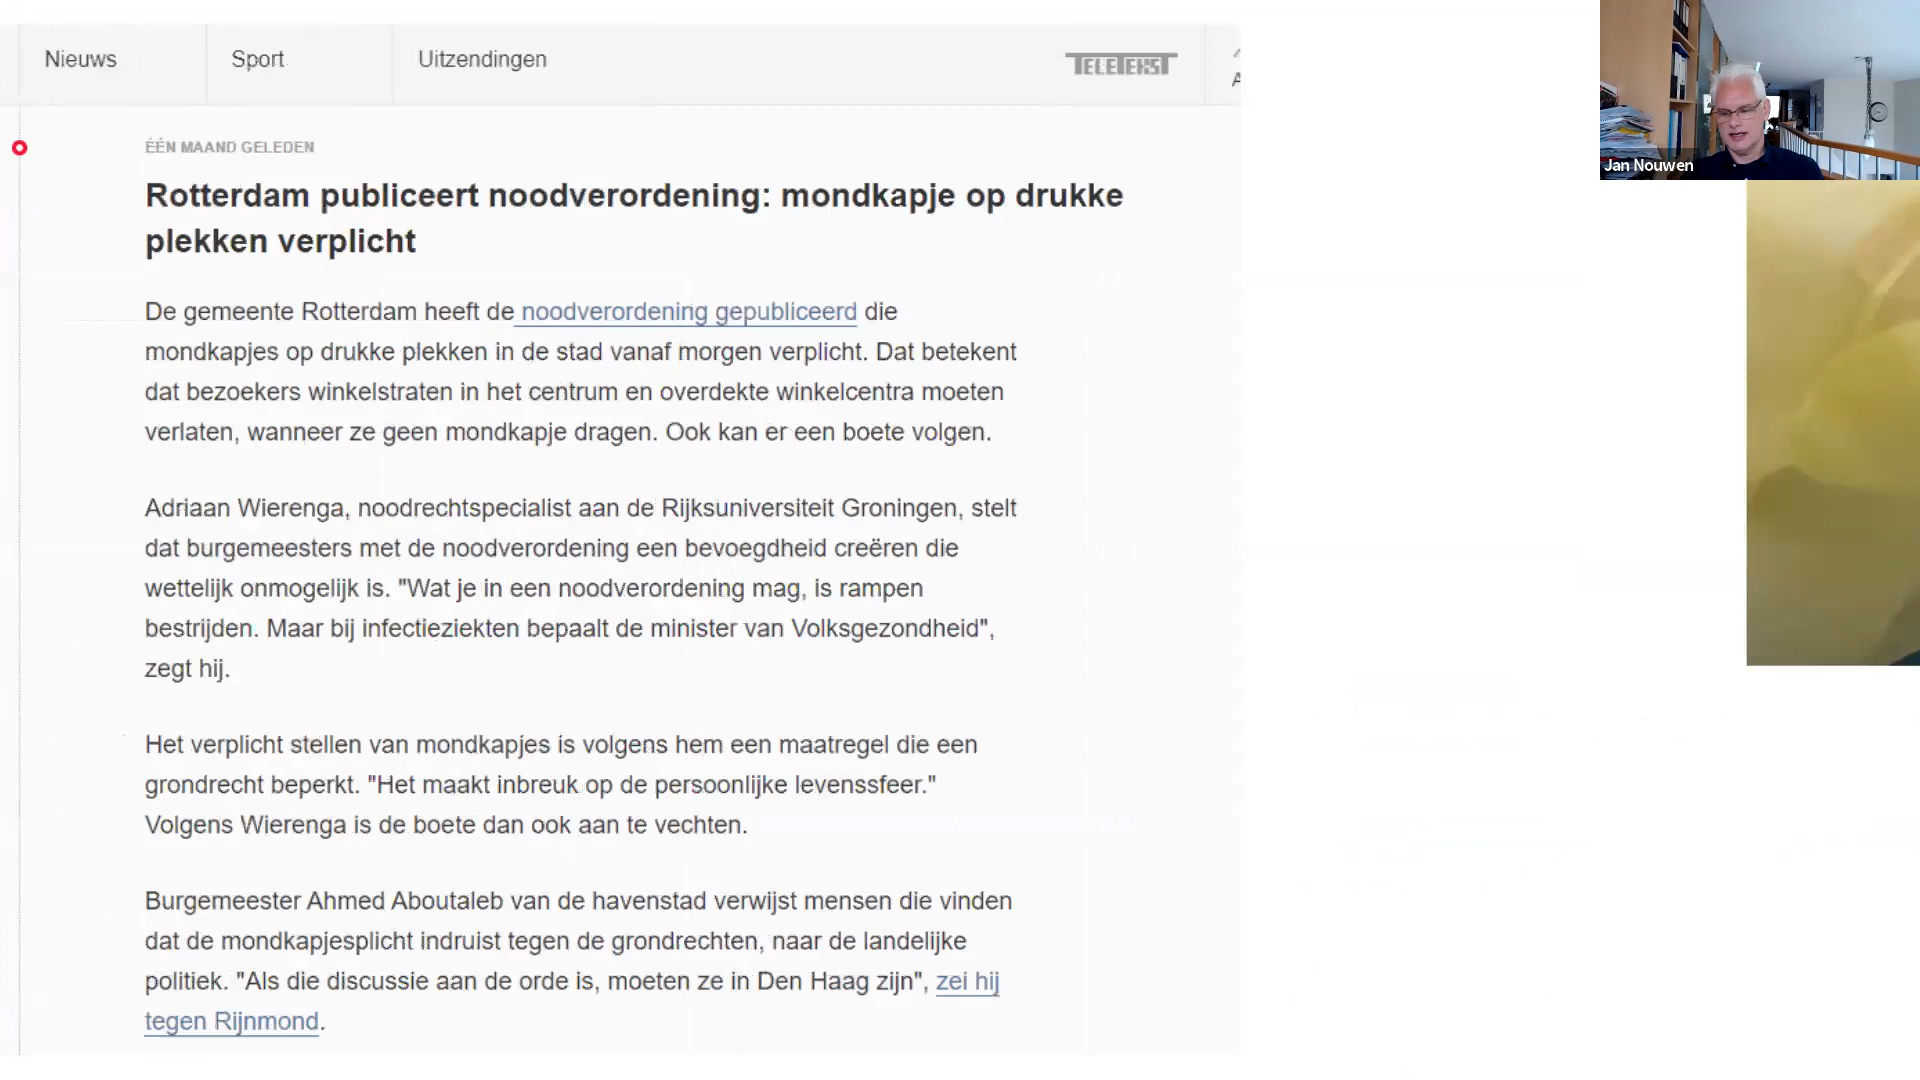 Nieuws
Sport
Uitzendingen
TELETEKST
ÉÉN MAAND GELEDEN
Rotterdam publiceert noodverordening: mondkapje op drukke
plekken verplicht
De gemeente Rotterdam heeft de noodverordening gepubliceerd die
mondkapjes op drukke plekken in de stad vanaf morgen verplicht. Dat betekent
dat bezoekers winkelstraten in het centrum en overdekte winkelcentra moeten
verlaten, wanneer ze geen mondkapje dragen. Ook kan er een boete volgen.
Adriaan Wierenga, noodrechtspecialist aan de Rijksuniversiteit Groningen, stelt
dat burgemeesters met de noodverordening een bevoegdheid creëren die
wettelijk onmogelijk is. "Wat je in een noodverordening mag, is rampen
bestrijden. Maar bij infectieziekten bepaalt de minister van Volksgezondheid",
zegt hij.
Het verplicht stellen van mondkapjes is volgens hem een maatregel die een
grondrecht beperkt. "Het maakt inbreuk op de persoonlijke levenssfeer."
Volgens Wierenga is de boete dan ook aan te vechten.
Burgemeester Ahmed Aboutaleb van de havenstad verwijst mensen die vinden
dat de mondkapjesplicht indruist tegen de grondrechten, naar de landelijke
politiek. "Als die discussie aan de orde is, moeten ze in Den Haag zijn", zei hij
tegen Rijnmond.
Jan Nouwen